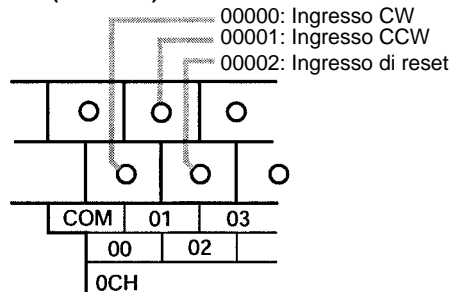 00000: Ingresso CW
00001: Ingresso CCW
00002: Ingresso di reset
COM 01 03
00 02
0CH